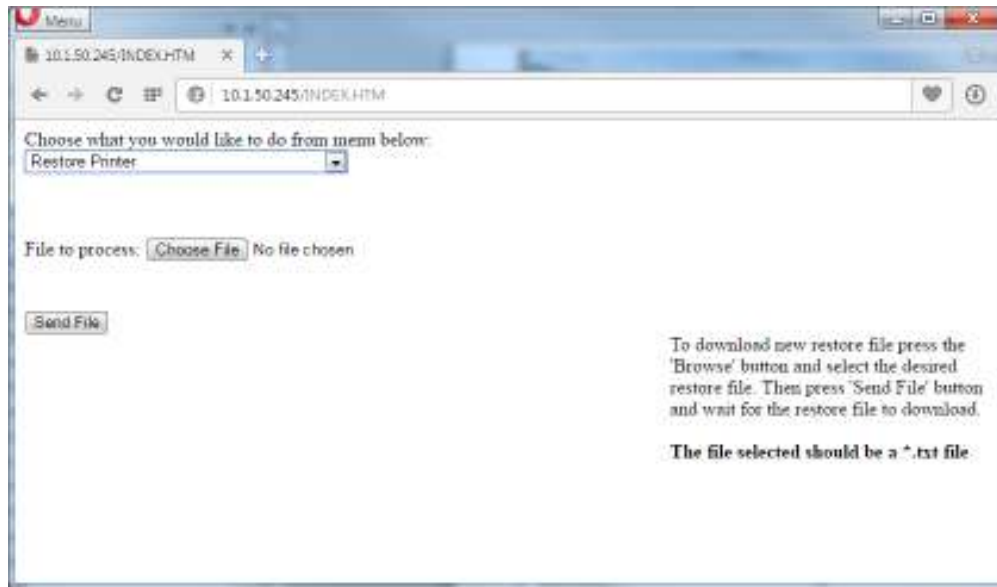 Menu
10.1.50.245/INDEX.HTM
10.1.50.245/INDEX.HTM
Choose what you would like to do from menu below:
Restore Printer
File to process: Choose File No file chosen
Send File
To download new restore file press the
'Browse' button and select the desired
restore file. Then press 'Send File' button
and wait for the restore file to download.
The file selected should be a *.txt file